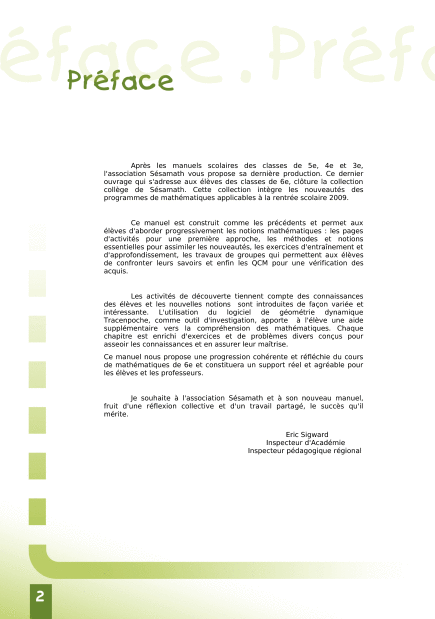 éface.Préfa
Préface
Après les manuels scolaires des classes de 5e, 4e et 3e,
l'association Sésamath vous propose sa dernière production. Ce dernier
ouvrage qui s'adresse aux élèves des classes de 6e, clôture la collection
collège de Sésamath. Cette collection intègre les nouveautés des
programmes de mathématiques applicables à la rentrée scolaire 2009.
Ce manuel est construit comme les précédents et permet aux
élèves d'aborder progressivement les notions mathématiques : les pages
d'activités pour une première approche, les méthodes et notions
essentielles pour assimiler les nouveautés, les exercices d'entraînement et
d'approfondissement, les travaux de groupes qui permettent aux élèves
de confronter leurs savoirs et enfin les QCM pour une vérification des
acquis.
Les activités de découverte tiennent compte des connaissances
des élèves et les nouvelles notions sont introduites de façon variée et
intéressante. L'utilisation du logiciel de géométrie dynamique
Tracenpoche, comme outil d'investigation, apporte à l'élève une aide
supplémentaire vers la compréhension des mathématiques. Chaque
chapitre est enrichi d'exercices et de problèmes divers conçus pour
asseoir les connaissances et en assurer leur maîtrise.
Ce manuel nous propose une progression cohérente et réfléchie du cours
de mathématiques de 6e et constituera un support réel et agréable pour
les élèves et les professeurs.
Je souhaite à l'association Sésamath et à son nouveau manuel,
fruit d'une réflexion collective et d'un travail partagé, le succès qu'il
mérite.
Eric Sigward
Inspecteur d'Académie
Inspecteur pédagogique régional
2